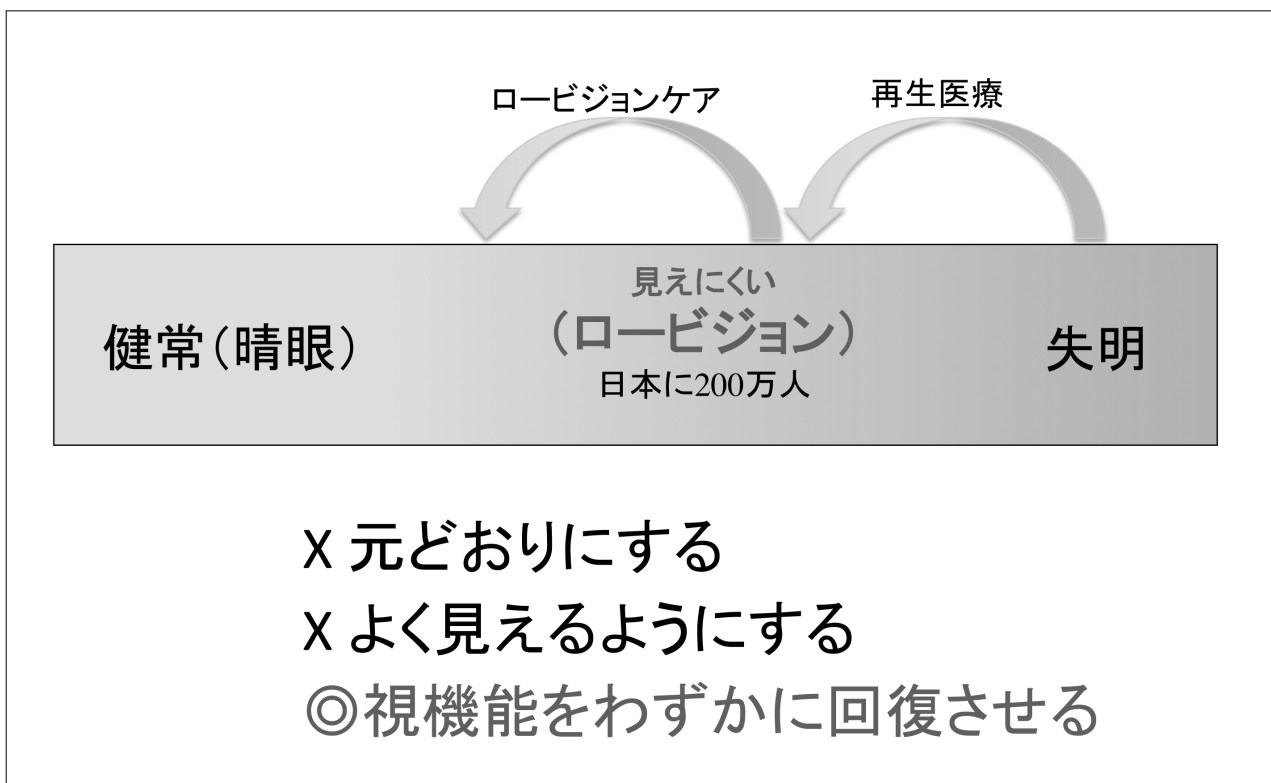 ロービジョンケア
再生医療
見えにくい
健常（晴眼）
（ロービジョン）
失明
日本に200万人
X 元どおりにする
X よく見えるようにする
◎視機能をわずかに回復させる